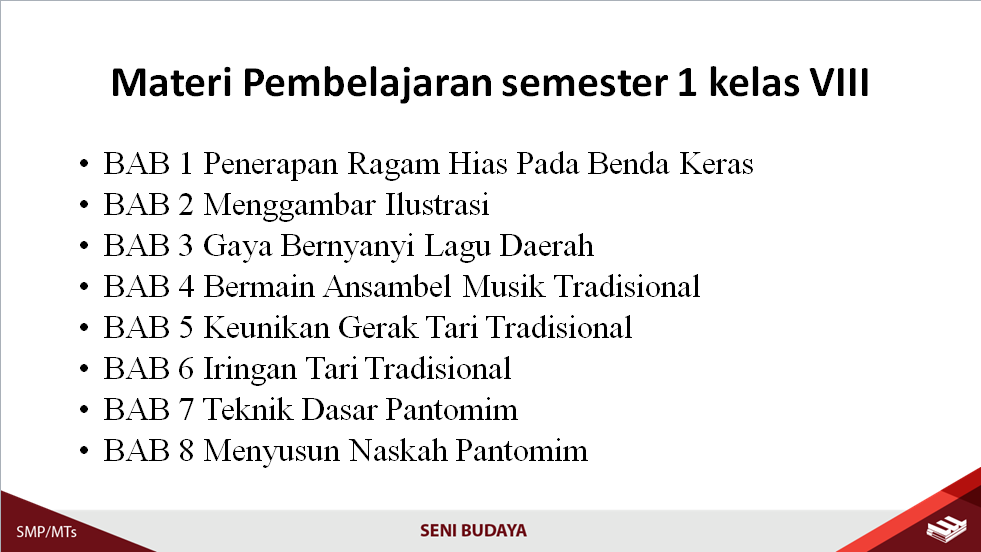 Materi Pembelajaran semester 1 kelas VIII
• BAB 1 Penerapan Ragam Hias Pada Benda Keras
• BAB 2 Menggambar Ilustrasi
• BAB 3 Gaya Bernyanyi Lagu Daerah
• BAB 4 Bermain Ansambel Musik Tradisional
• BAB 5 Keunikan Gerak Tari Tradisional
• BAB 6 Iringan Tari Tradisional
• BAB 7 Teknik Dasar Pantomim
• BAB 8 Menyusun Naskah Pantomim
SMP/MTs
SENI BUDAYA